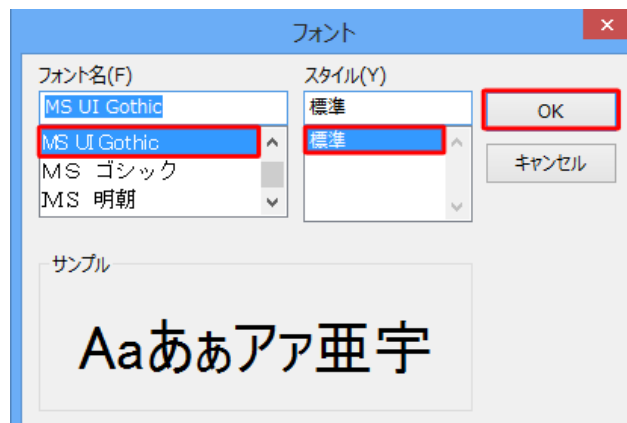 フォント
フォント名(F)
スタイル(Y)
MS UI Gothic
標準
OK
MS UI Gothic
標準
ＭＳ ゴシック
キャンセル
ＭＳ 明朝
サンプル
Aaあぁアァ亜宇